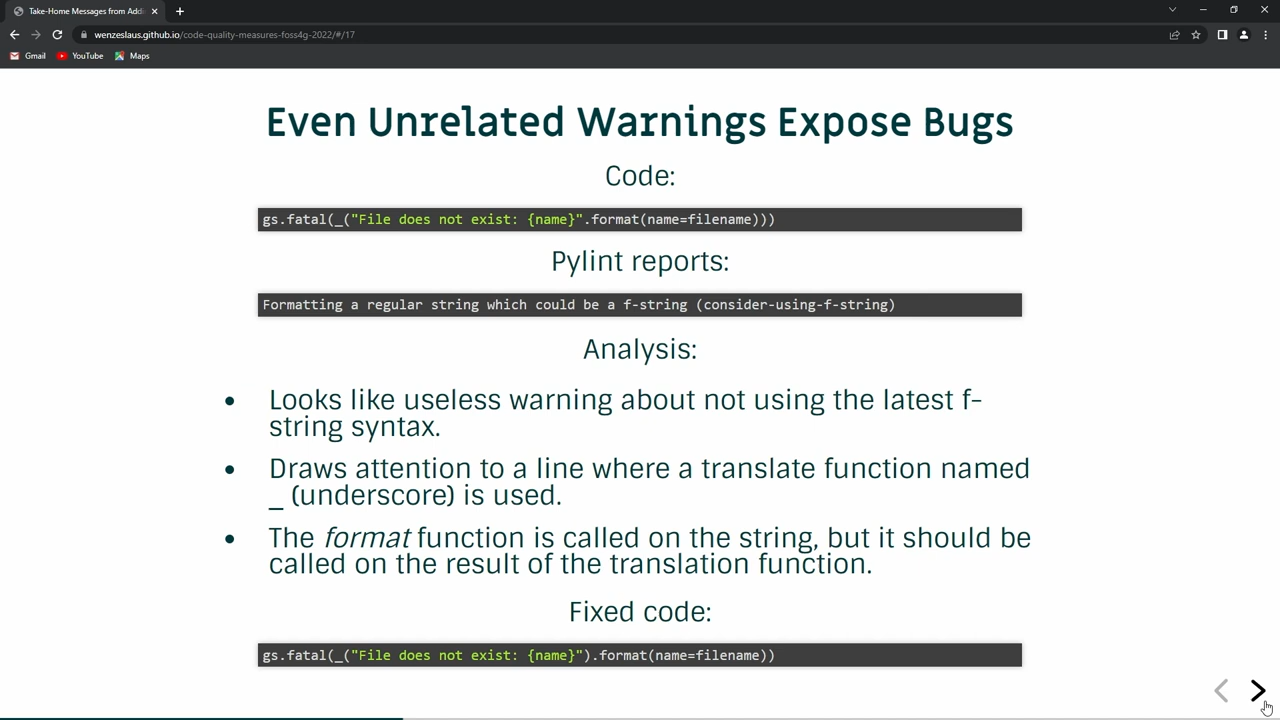 Take-Home Messages from Addi
wenzeslaus.github.io/code-quality-measures-foss4g-2022/#/17
Gmail YouTube Maps
Even Unrelated Warnings Expose Bugs
Code:
gs.fatal(_("File does not exist: {name}".format(name=filename)))
Pylint reports:
Formatting a regular string which could be a f-string (consider-using-f-string)
Analysis:
• Looks like useless warning about not using the latest f-
string syntax.
• Draws attention to a line where a translate function named
_ (underscore) is used.
• The format function is called on the string, but it should be
called on the result of the translation function.
Fixed code:
gs.fatal(_("File does not exist: {name}").format(name=filename))